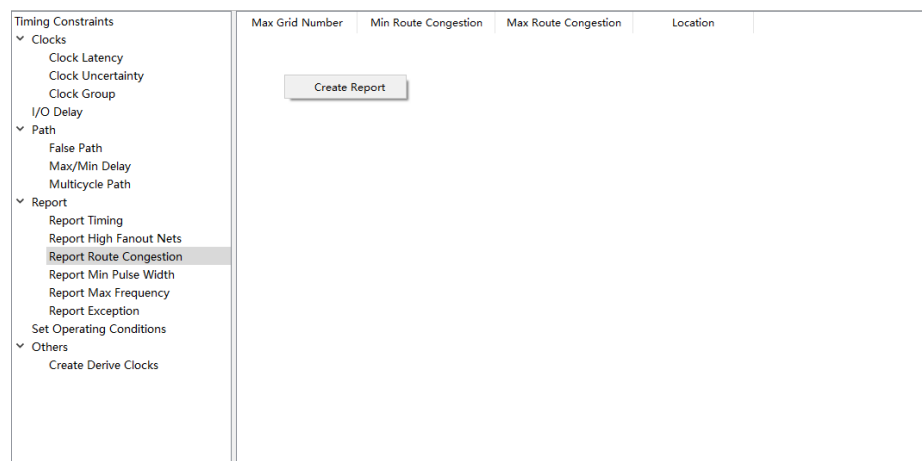 Timing Constraints
Clocks
Clock Latency
Clock Uncertainty
Clock Group
I/O Delay
Path
False Path
Max/Min Delay
Multicycle Path
Report
Report Timing
Report High Fanout Nets
Report Route Congestion
Report Min Pulse Width
Report Max Frequency
Report Exception
Set Operating Conditions
Others
Create Derive Clocks
Max Grid Number Min Route Congestion Max Route Congestion Location
Create Report